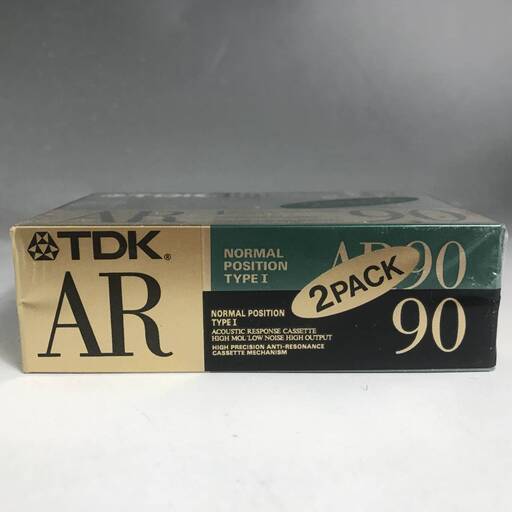 TDK®
AR
NORMAL
POSITION
TYPE I
AR90
2PACK
NORMAL POSITION
TYPE I
ACOUSTIC RESPONSE CASSETTE
HIGH MOL/LOW NOISE HIGH OUTPUT
HIGH PRECISION ANTI-RESONANCE
CASSETTE MECHANISM
90